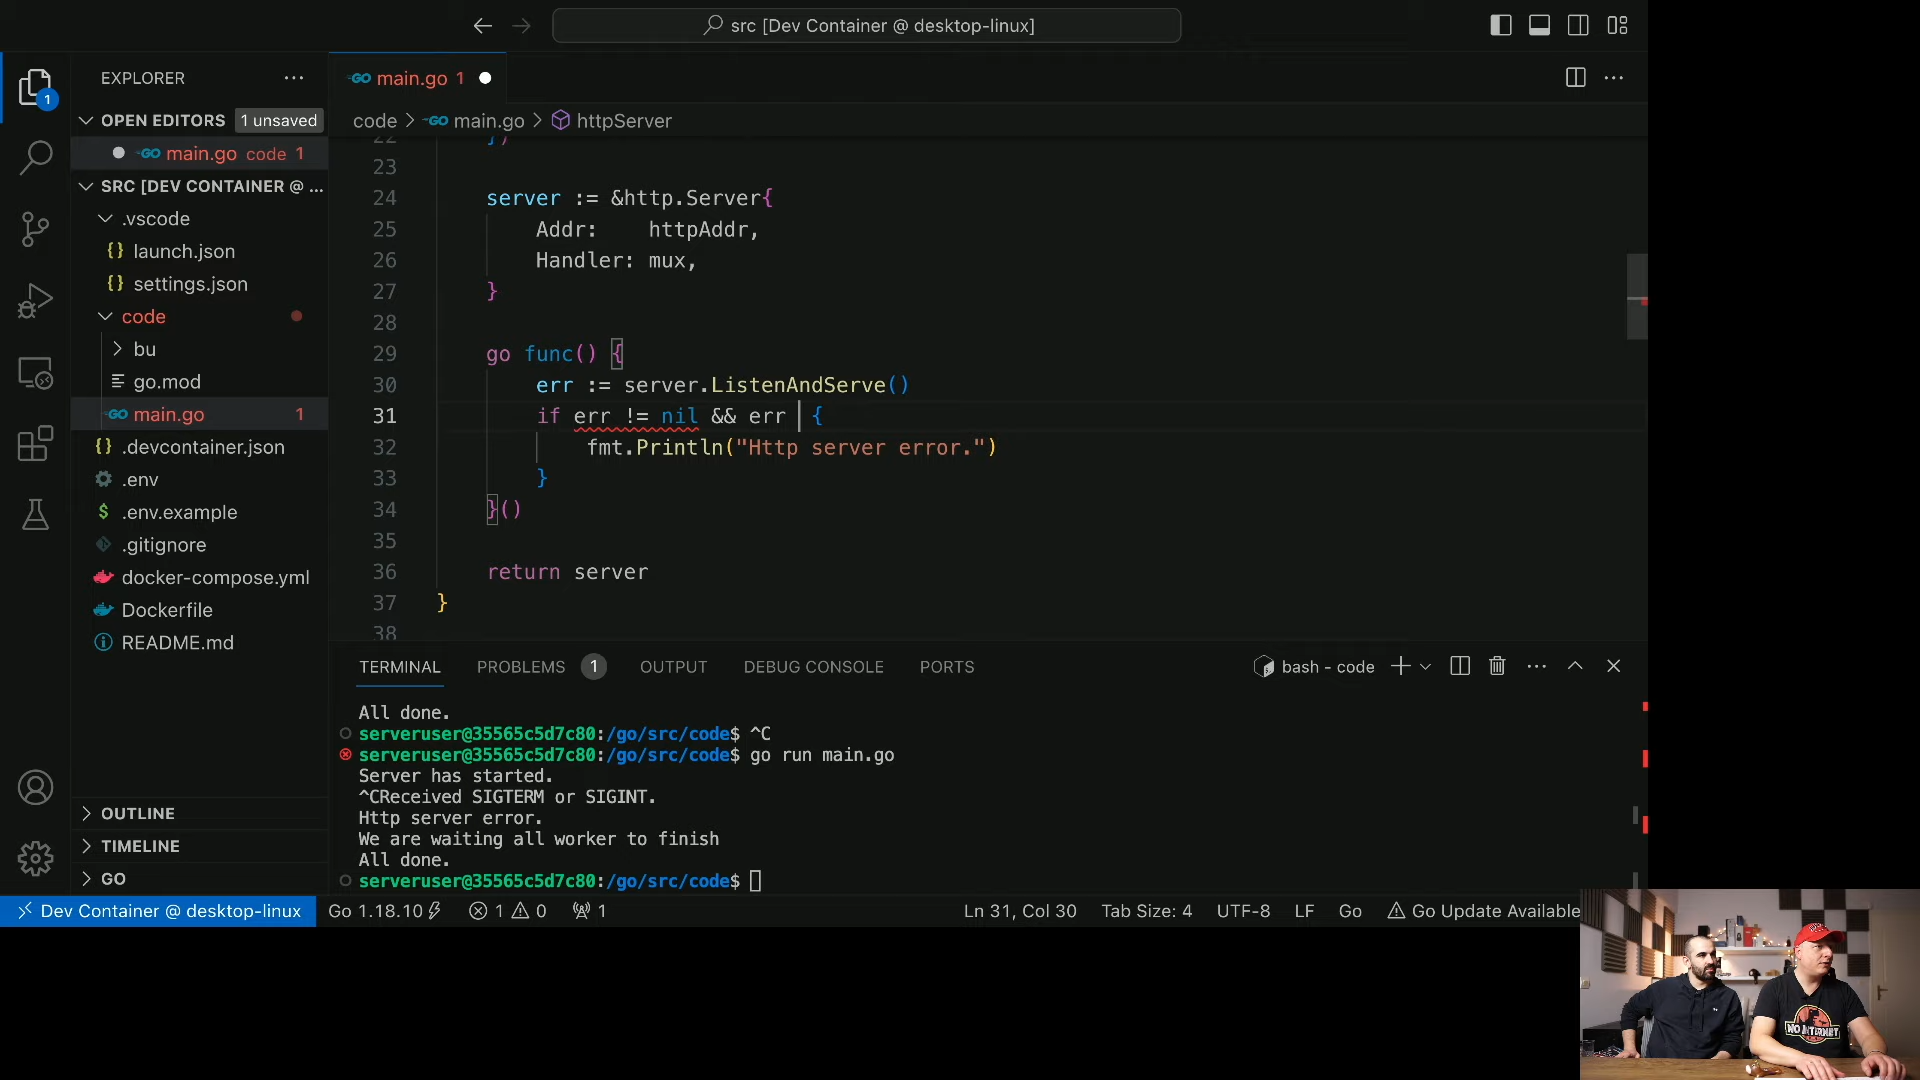 src [Dev Container @ desktop-linux]
1
EXPLORER
main.go 1
OPEN EDITORS 1 unsaved
main.go code 1
code > main.go > httpServer
SRC [DEV CONTAINER @ ...
.vscode
launch.json
settings.json
code
bu
go.mod
main.go 1
.devcontainer.json
.env
.env.example
.gitignore
docker-compose.yml
Dockerfile
README.md
OUTLINE
TIMELINE
GO
22 })
23
24 server := &http.Server{
25 Addr: httpAddr,
26 Handler: mux,
27 }
28
29 go func() {
30 err := server.ListenAndServe()
31 if err != nil && err {
32 fmt.Println("Http server error.")
33 }
34 }()
35
36 return server
37 }
38
TERMINAL PROBLEMS 1 OUTPUT DEBUG CONSOLE PORTS
bash - code
All done.
serveruser@35565c5d7c80:/go/src/code$ ^C
serveruser@35565c5d7c80:/go/src/code$ go run main.go
Server has started.
^CReceived SIGTERM or SIGINT.
Http server error.
We are waiting all worker to finish
All done.
serveruser@35565c5d7c80:/go/src/code$
Dev Container @ desktop-linux Go 1.18.10 1 0 1 Ln 31, Col 30 Tab Size: 4 UTF-8 LF Go Go Update Available
NO INTERNET